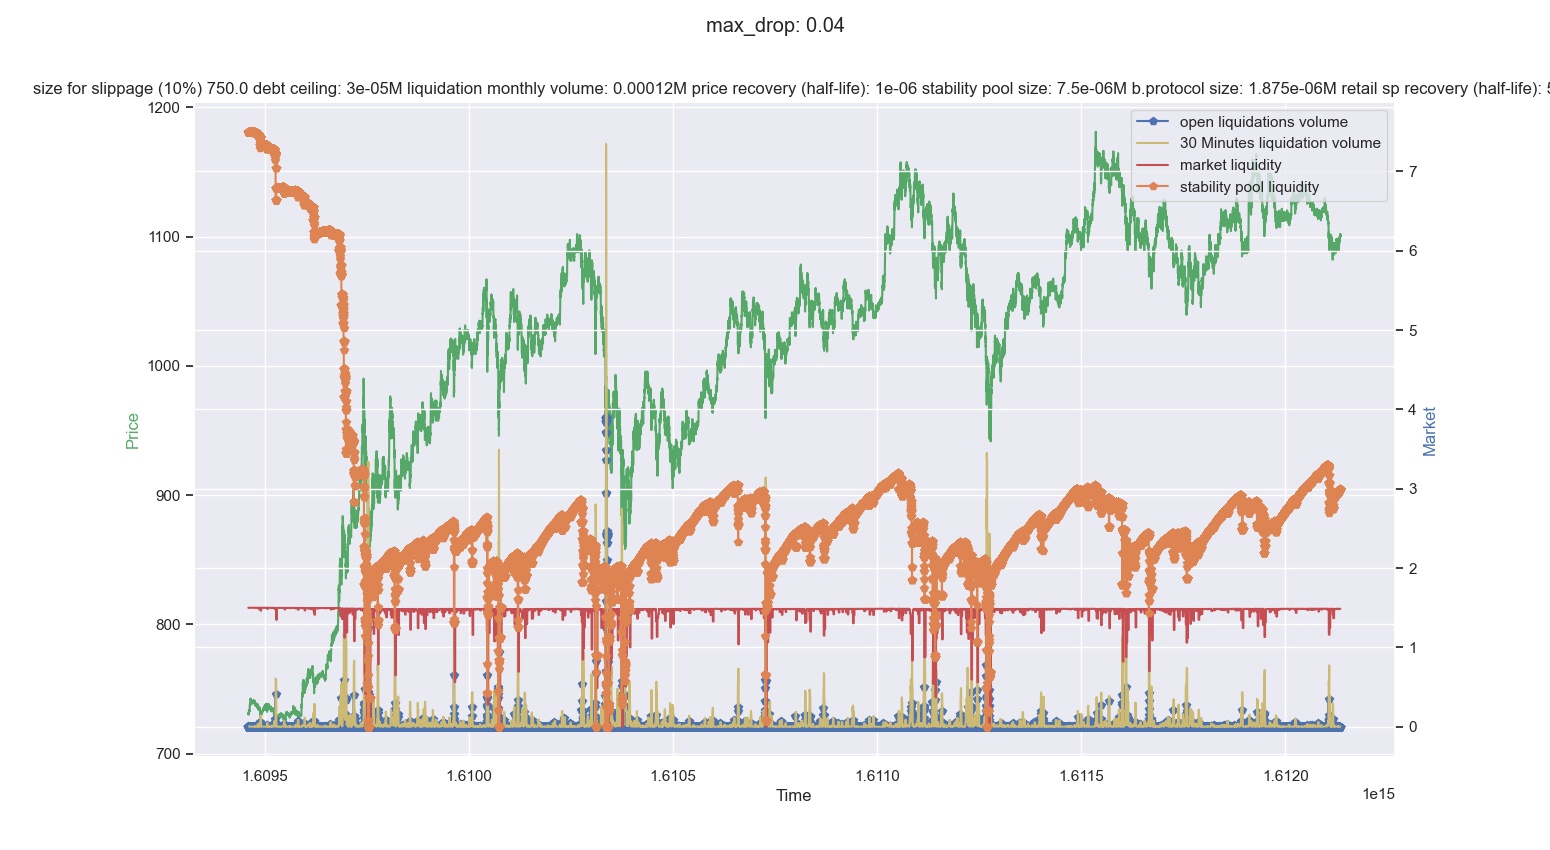 max_drop: 0.04
size for slippage (10%) 750.0 debt ceiling: 3e-05M liquidation monthly volume: 0.00012M price recovery (half-life): 1e-06 stability pool size: 7.5e-06M b.protocol size: 1.875e-06M retail sp recovery (half-life):
open liquidations volume
30 Minutes liquidation volume
market liquidity
stability pool liquidity
1200
1100
1000
900
800
700
Price
7
6
5
4
3
2
1
0
Market
1.6095
1.6100
1.6105
1.6110
1.6115
1.6120
1e15
Time